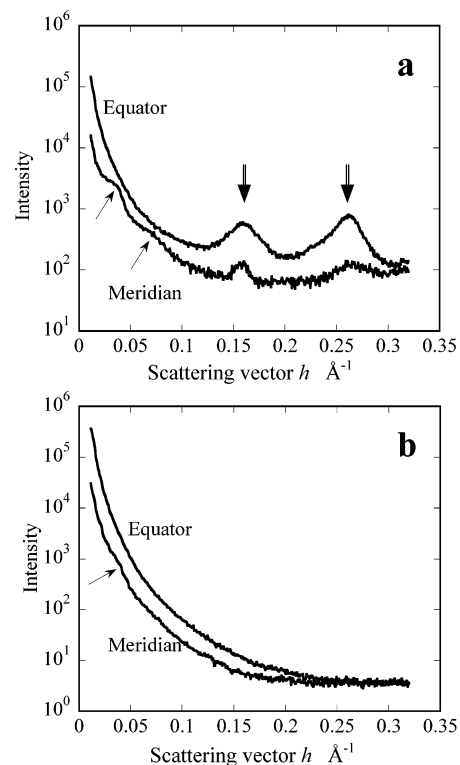 10^6
a
10^5
Equator
10^4
Intensity
10^3
10^2
Meridian
10^1
0 0.05 0.1 0.15 0.2 0.25 0.3 0.35
Scattering vector h Å^-1
10^6
b
10^5
10^4
Equator
Intensity
10^3
10^2
Meridian
10^1
10^0
0 0.05 0.1 0.15 0.2 0.25 0.3 0.35
Scattering vector h Å^-1